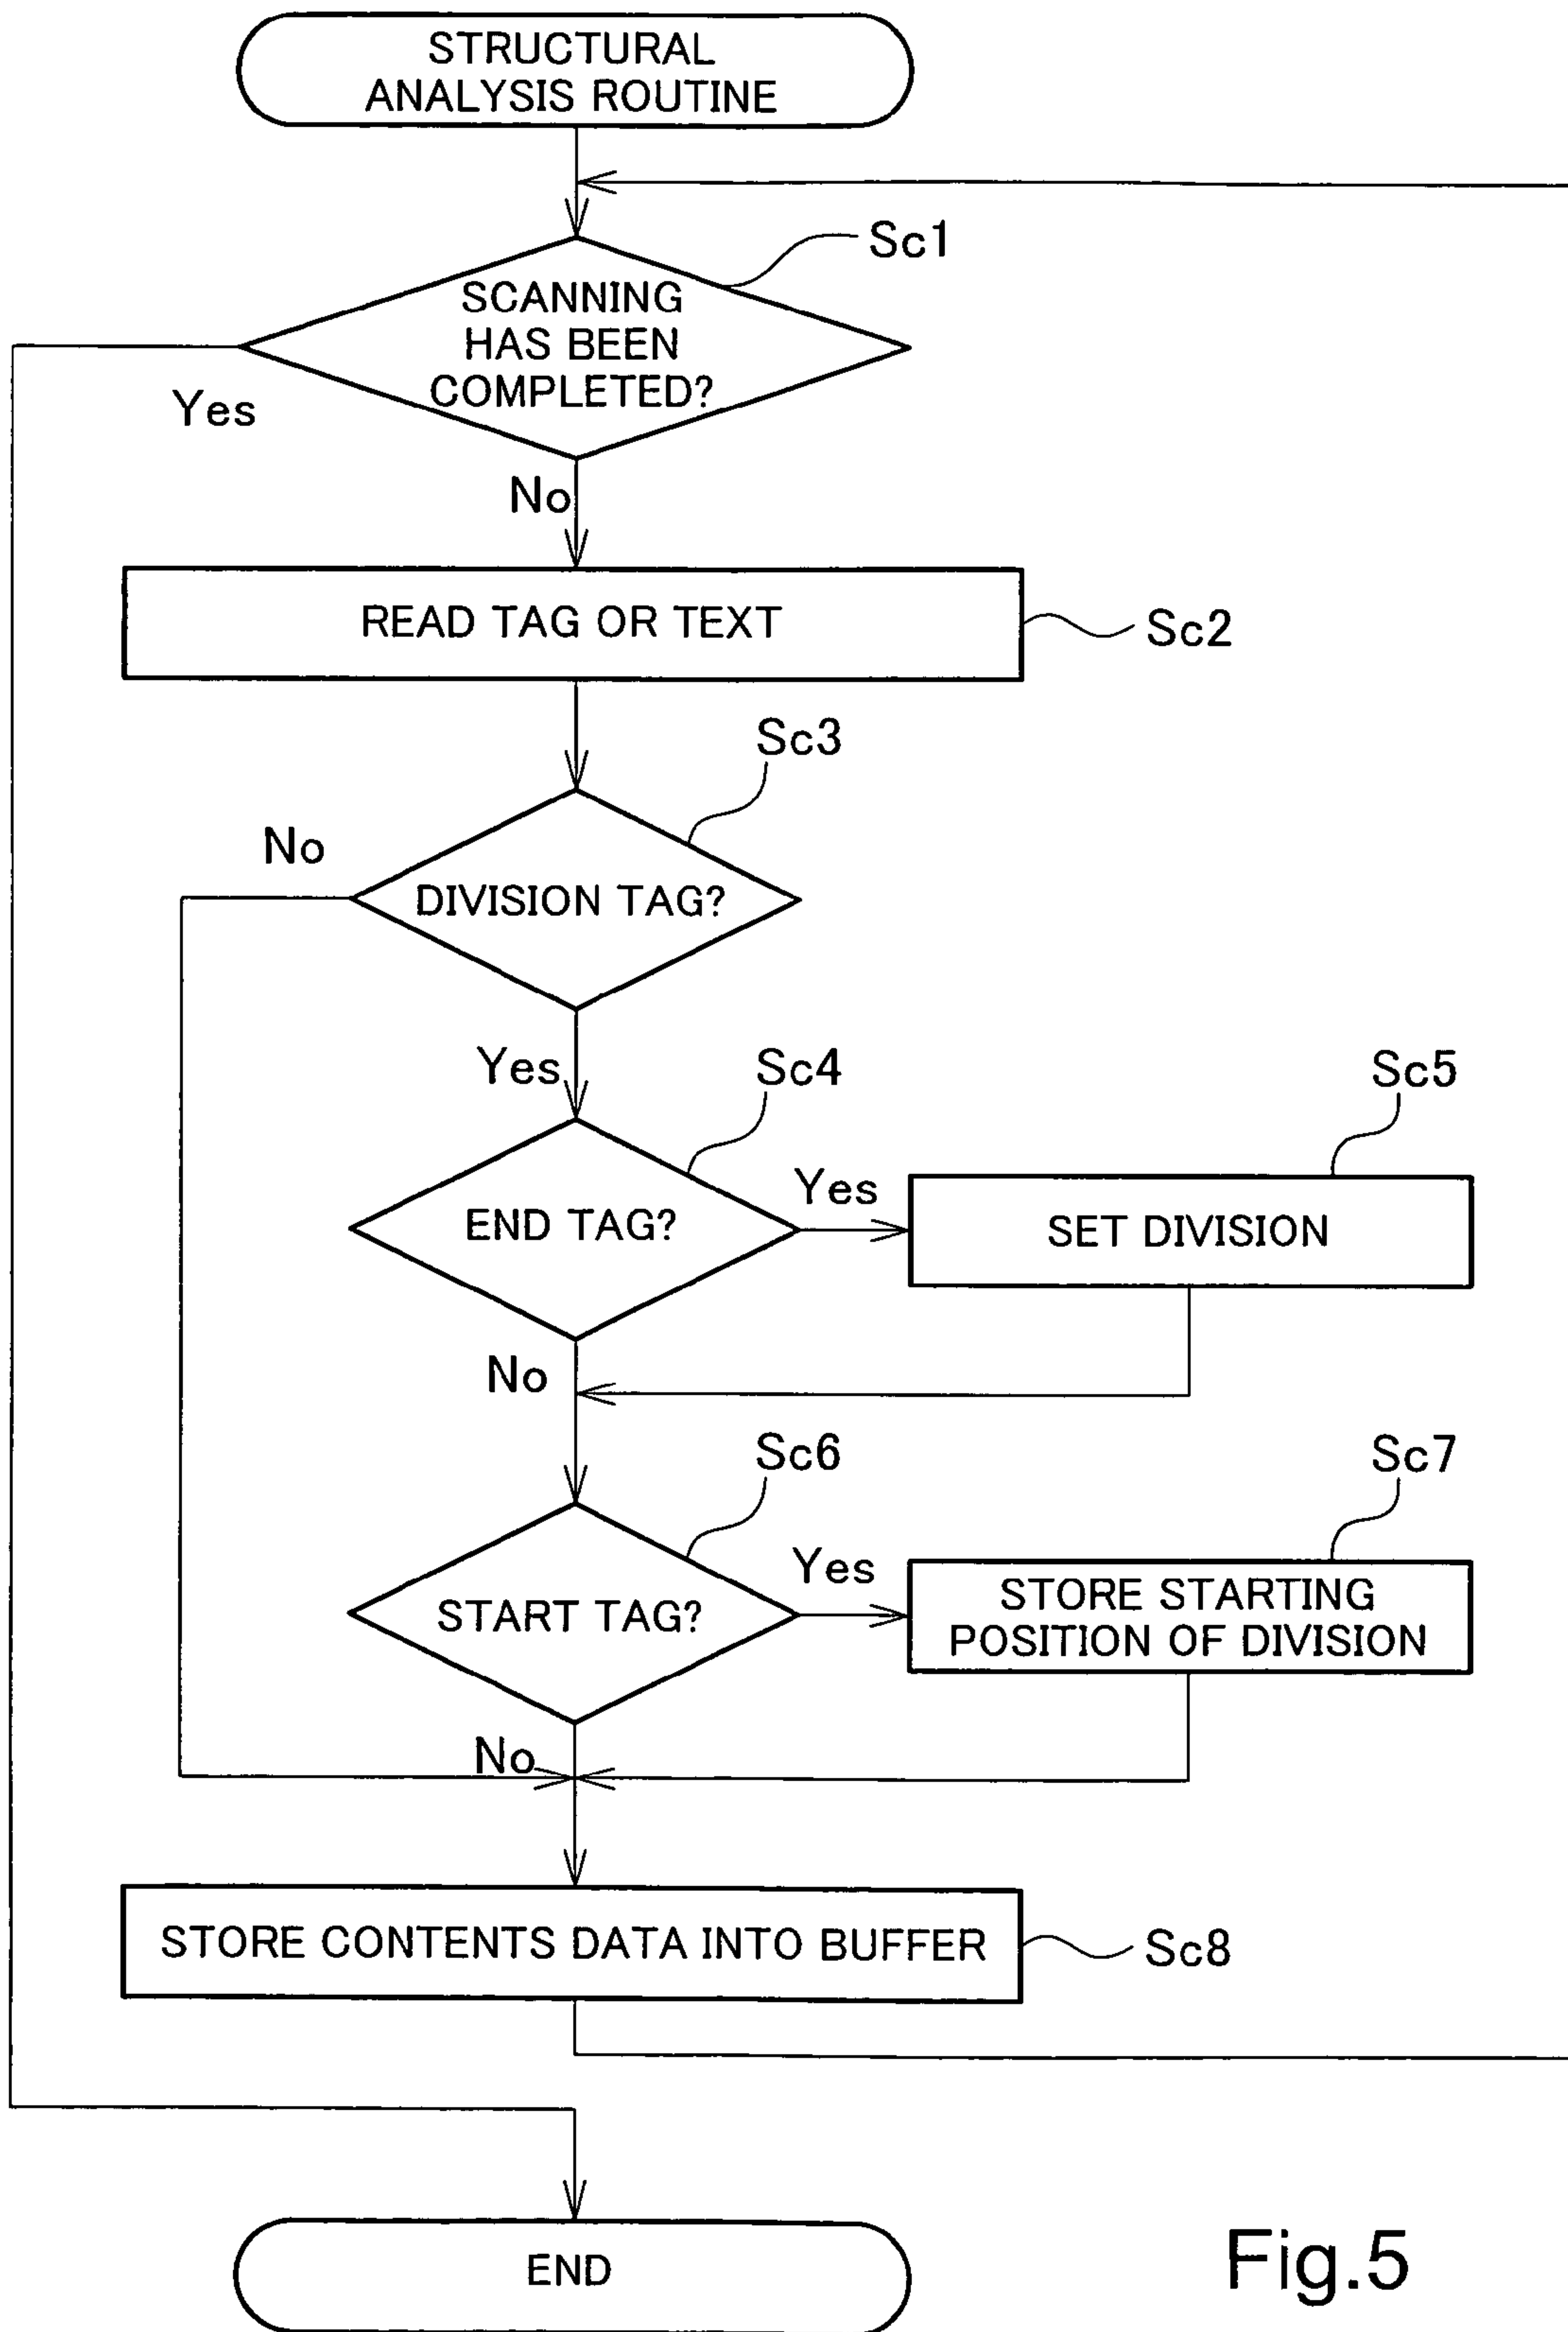 STRUCTURAL
ANALYSIS ROUTINE
Sc1
SCANNING
HAS BEEN
COMPLETED?
Yes
No
READ TAG OR TEXT
Sc2
Sc3
No
DIVISION TAG?
Yes
Sc4
Sc5
END TAG?
Yes
SET DIVISION
No
Sc6
Sc7
START TAG?
Yes
STORE STARTING
POSITION OF DIVISION
No
STORE CONTENTS DATA INTO BUFFER
Sc8
END
Fig.5